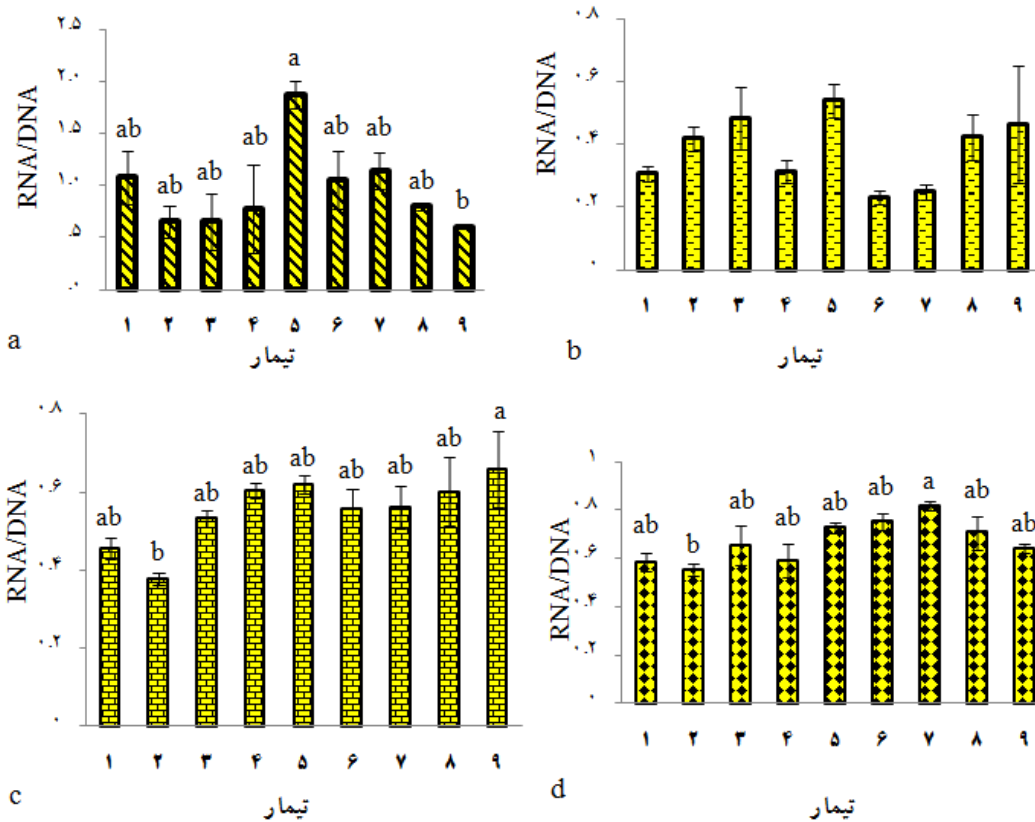 RNA/DNA
۲.۵
۲.۰
۱.۵
۱.۰
۰.۵
۰.۰
ab ab ab ab a ab ab ab b
۱ ۲ ۳ ۴ ۵ ۶ ۷ ۸ ۹
تیمار
a
RNA/DNA
۰.۸
۰.۶
۰.۴
۰.۲
۰
۱ ۲ ۳ ۴ ۵ ۶ ۷ ۸ ۹
تیمار
b
RNA/DNA
۰.۸
۰.۶
۰.۴
۰.۲
۰
ab b ab ab ab ab ab ab a
۱ ۲ ۳ ۴ ۵ ۶ ۷ ۸ ۹
تیمار
c
RNA/DNA
۱
۰.۸
۰.۶
۰.۴
۰.۲
۰
ab b ab ab ab ab a ab ab
۱ ۲ ۳ ۴ ۵ ۶ ۷ ۸ ۹
تیمار
d